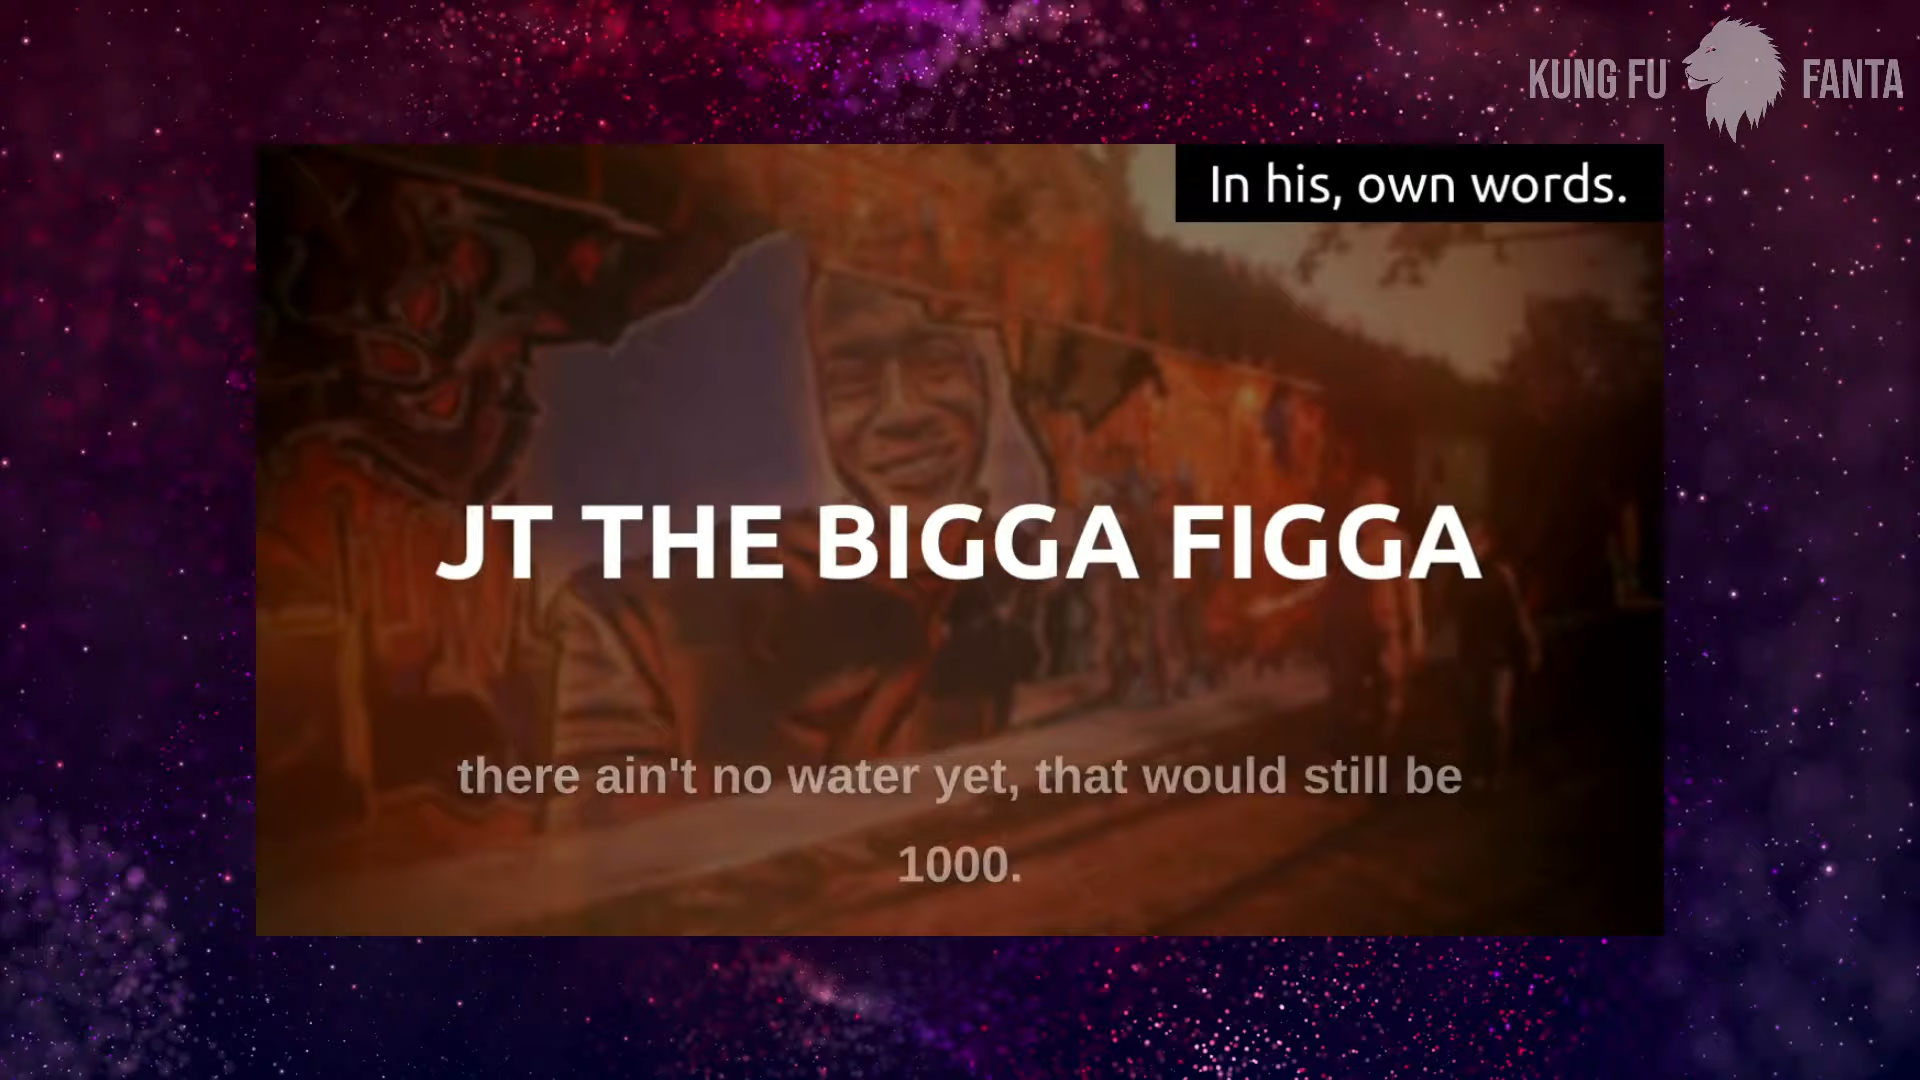 KUNG FU FANTA
In his, own words.
JT THE BIGGA FIGGA
there ain't no water yet, that would still be
1000.